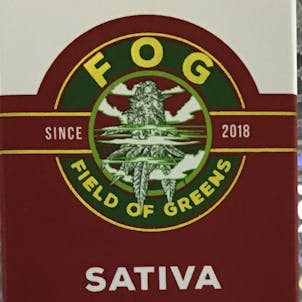 FOG
SINCE 2018
FIELD OF GREENS
SATIVA